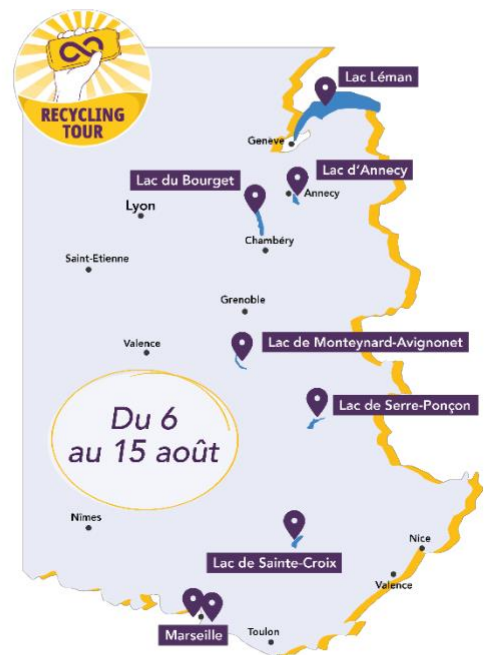 RECYCLING
TOUR
Lac Léman
Genève
Lac d'Annecy
Annecy
Lac du Bourget
Lyon
Chambéry
Saint-Etienne
Grenoble
Valence
Lac de Monteynard-Avignonet
Lac de Serre-Ponçon
Du 6
au 15 août
Nîmes
Nice
Lac de Sainte-Croix
Valence
Marseille
Toulon